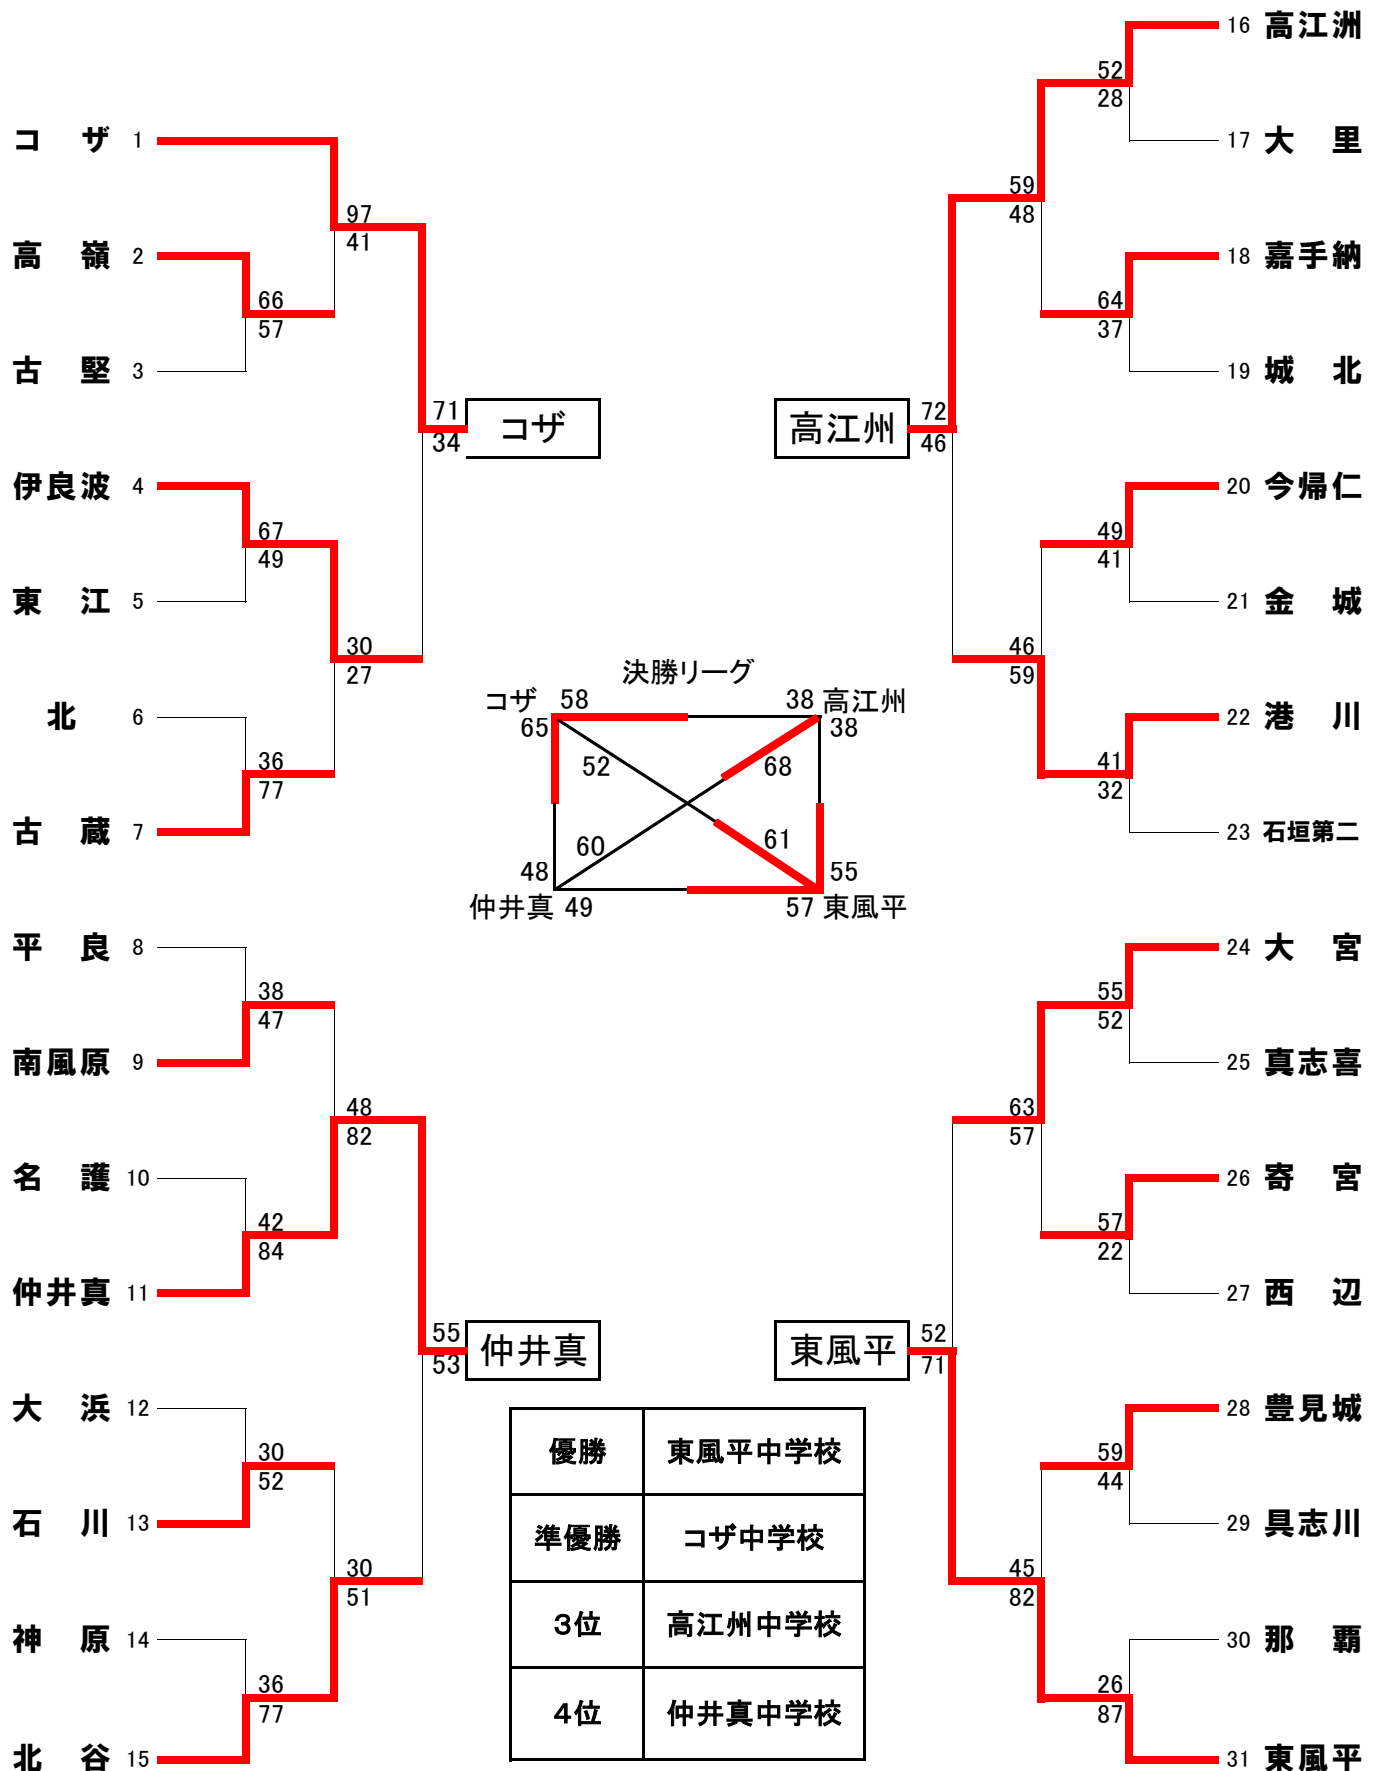 コザ 1
97
41
高嶺 2
66
57
古堅 3
71
34
コザ
伊良波 4
67
49
東江 5
30
27
北 6
36
77
古蔵 7
平良 8
38
47
南風原 9
48
82
名護 10
42
84
仲井真 11
55
53
仲井真
大浜 12
30
52
石川 13
30
51
神原 14
36
77
北谷 15
16 高江洲
52
28
17 大里
59
48
18 嘉手納
64
37
19 城北
高江州
72
46
20 今帰仁
49
41
21 金城
46
59
22 港川
41
32
23 石垣第二
24 大宮
55
52
25 真志喜
63
57
26 寄宮
57
22
27 西辺
東風平
52
71
28 豊見城
59
44
29 具志川
45
82
30 那覇
26
87
31 東風平
決勝リーグ
コザ 58 38 高江州
65 38
52 68
60 61
48 55
仲井真 49 57 東風平
優勝 東風平中学校
準優勝 コザ中学校
３位 高江州中学校
４位 仲井真中学校